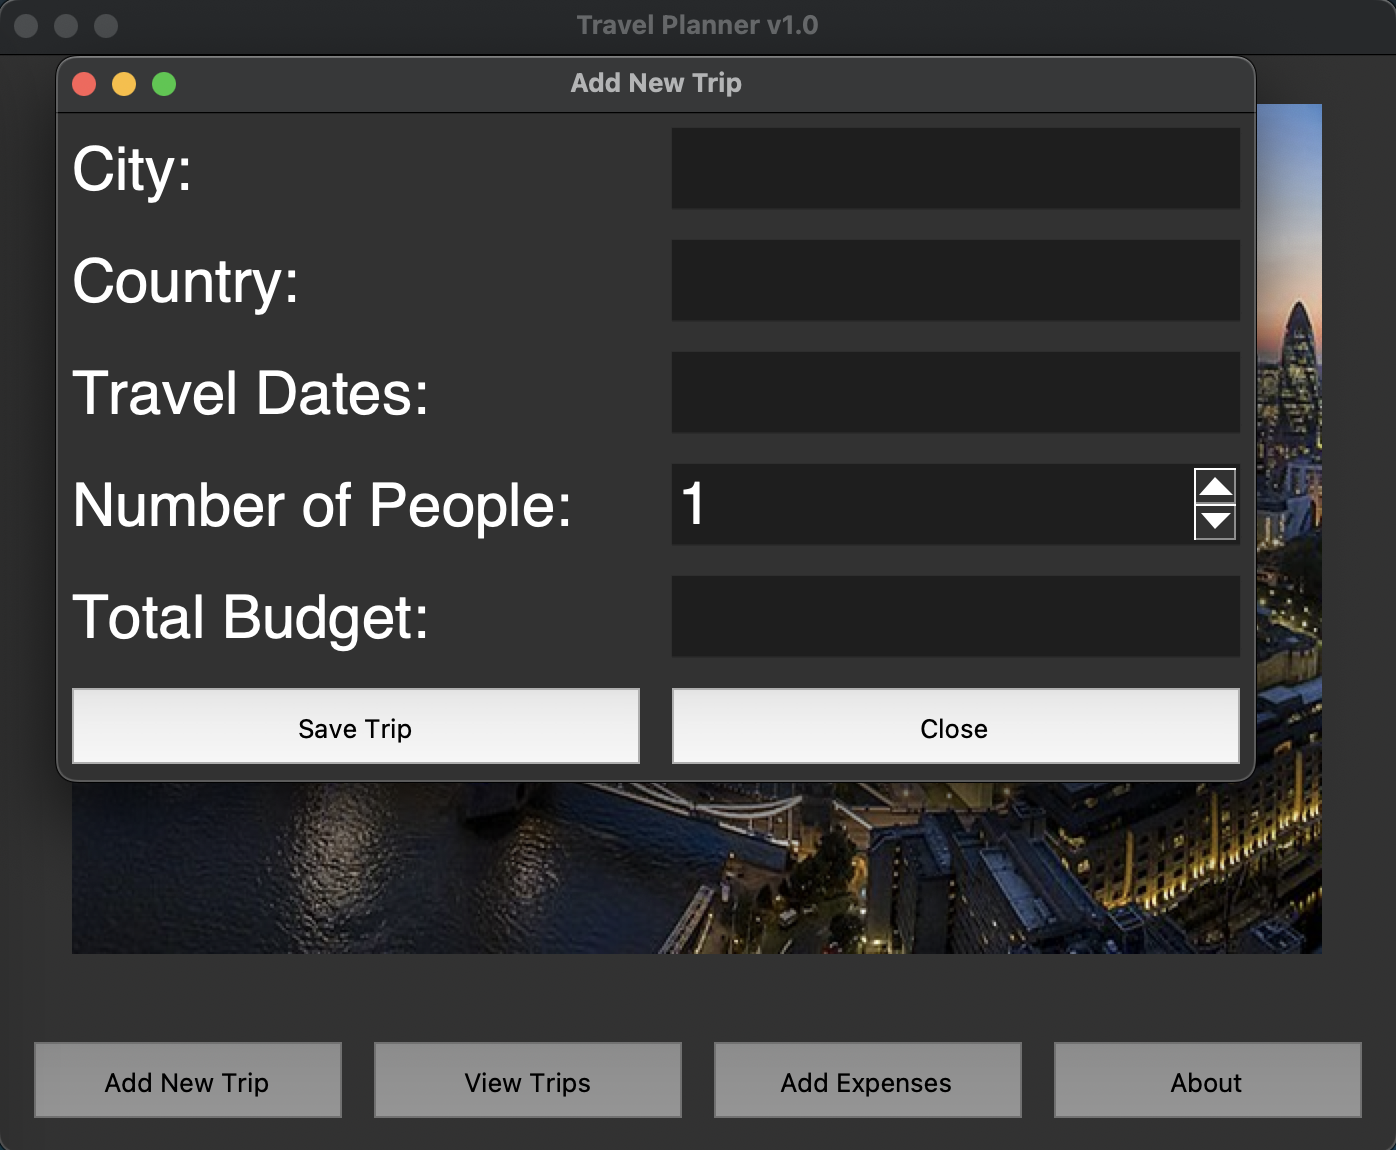 Travel Planner v1.0
Add New Trip
City:
Country:
Travel Dates:
Number of People: 1
Total Budget:
Save Trip Close
Add New Trip View Trips Add Expenses About